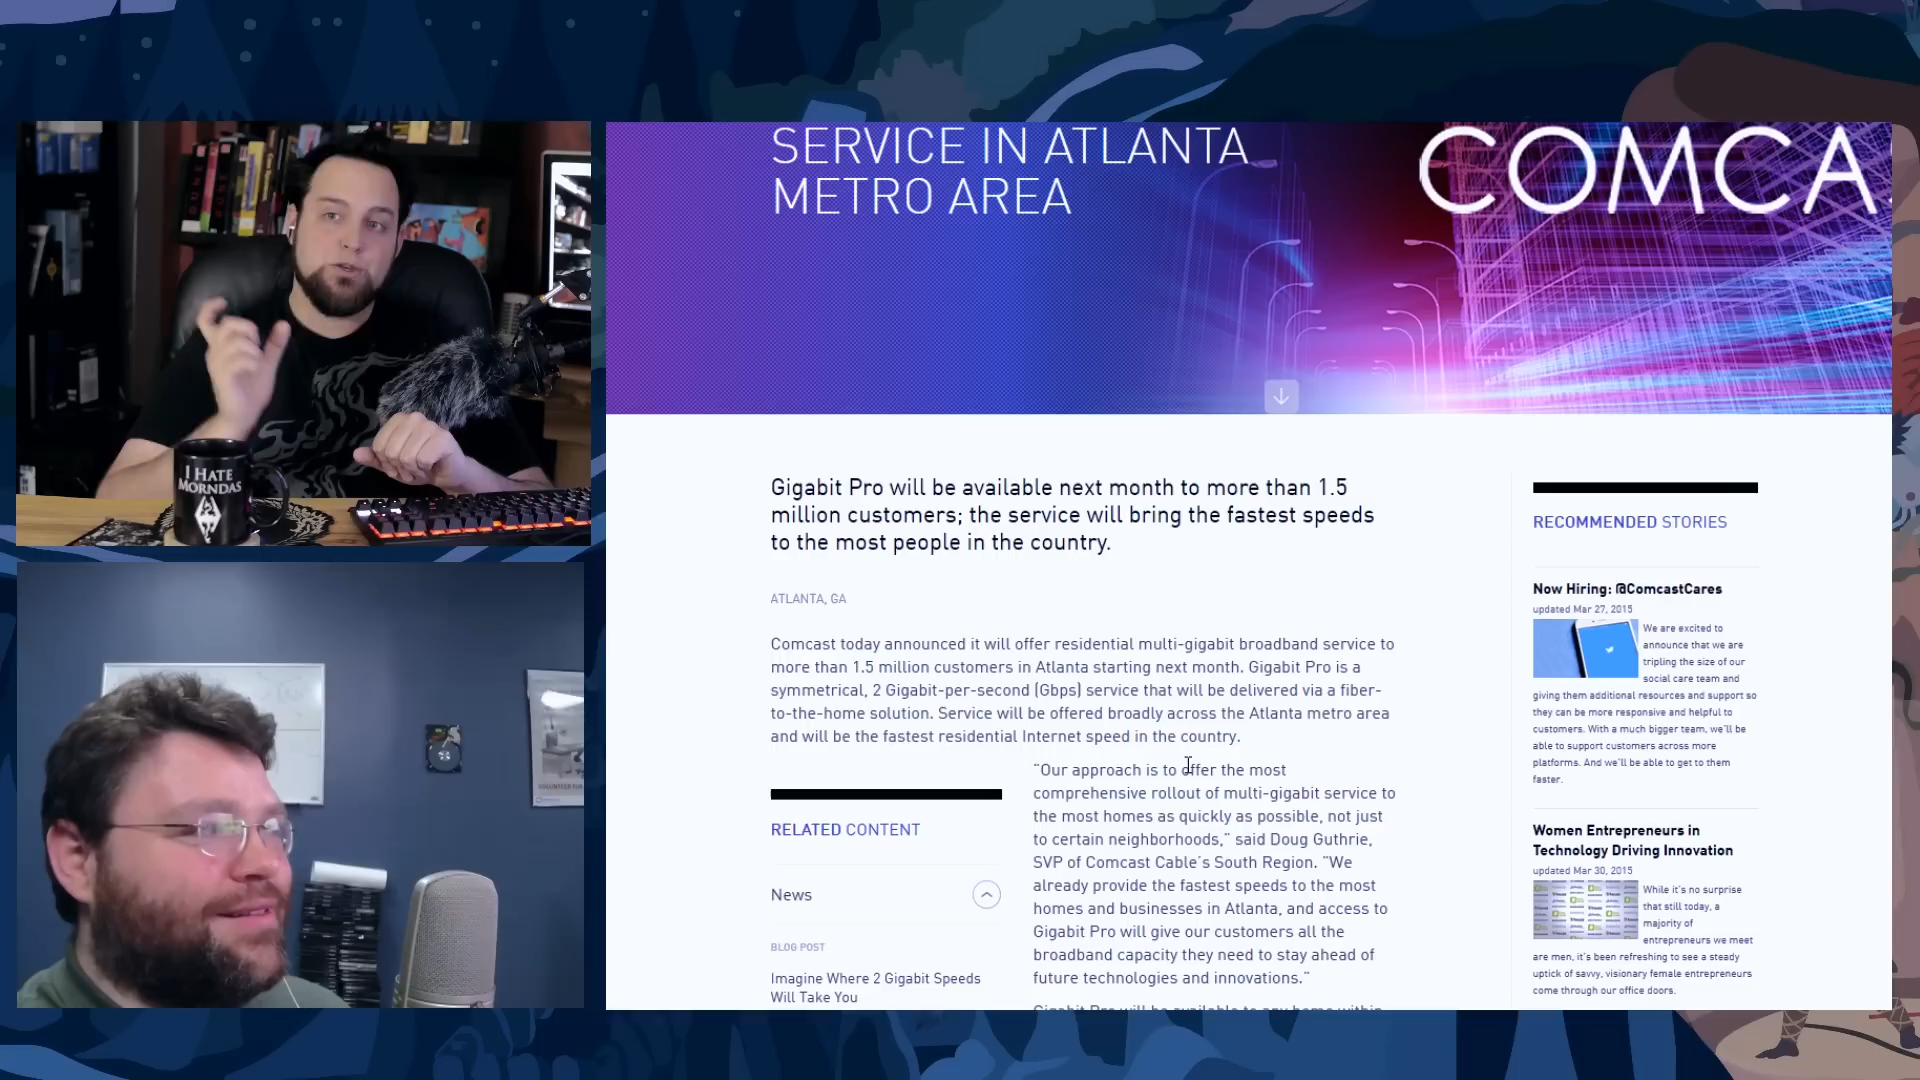 SERVICE IN ATLANTA
METRO AREA
COMCA
Gigabit Pro will be available next month to more than 1.5
million customers; the service will bring the fastest speeds
to the most people in the country.
ATLANTA, GA
Comcast today announced it will offer residential multi-gigabit broadband service to
more than 1.5 million customers in Atlanta starting next month. Gigabit Pro is a
symmetrical, 2 Gigabit-per-second (Gbps) service that will be delivered via a fiber-
to-the-home solution. Service will be offered broadly across the Atlanta metro area
and will be the fastest residential Internet speed in the country.
"Our approach is to offer the most
comprehensive rollout of multi-gigabit service to
the most homes as quickly as possible, not just
to certain neighborhoods," said Doug Guthrie,
SVP of Comcast Cable's South Region. "We
already provide the fastest speeds to the most
homes and businesses in Atlanta, and access to
Gigabit Pro will give our customers all the
broadband capacity they need to stay ahead of
future technologies and innovations."
Gigabit Pro will be available to any home within
RELATED CONTENT
News
BLOG POST
Imagine Where 2 Gigabit Speeds
Will Take You
RECOMMENDED STORIES
Now Hiring: @ComcastCares
updated Mar 27, 2015
We are excited to
announce that we are
tripling the size of our
social care team and
giving them additional resources and support so
they can be more responsive and helpful to
customers. With a much bigger team, we'll be
able to support customers across more
platforms. And we'll be able to get to them
faster.
Women Entrepreneurs in
Technology Driving Innovation
updated Mar 30, 2015
While it's no surprise
that still today, a
majority of
entrepreneurs we meet
are men, it's been refreshing to see a steady
uptick of savvy, visionary female entrepreneurs
come through our office doors.
I HATE
MORNDAS
DUNE
VOLUNTEER FOR